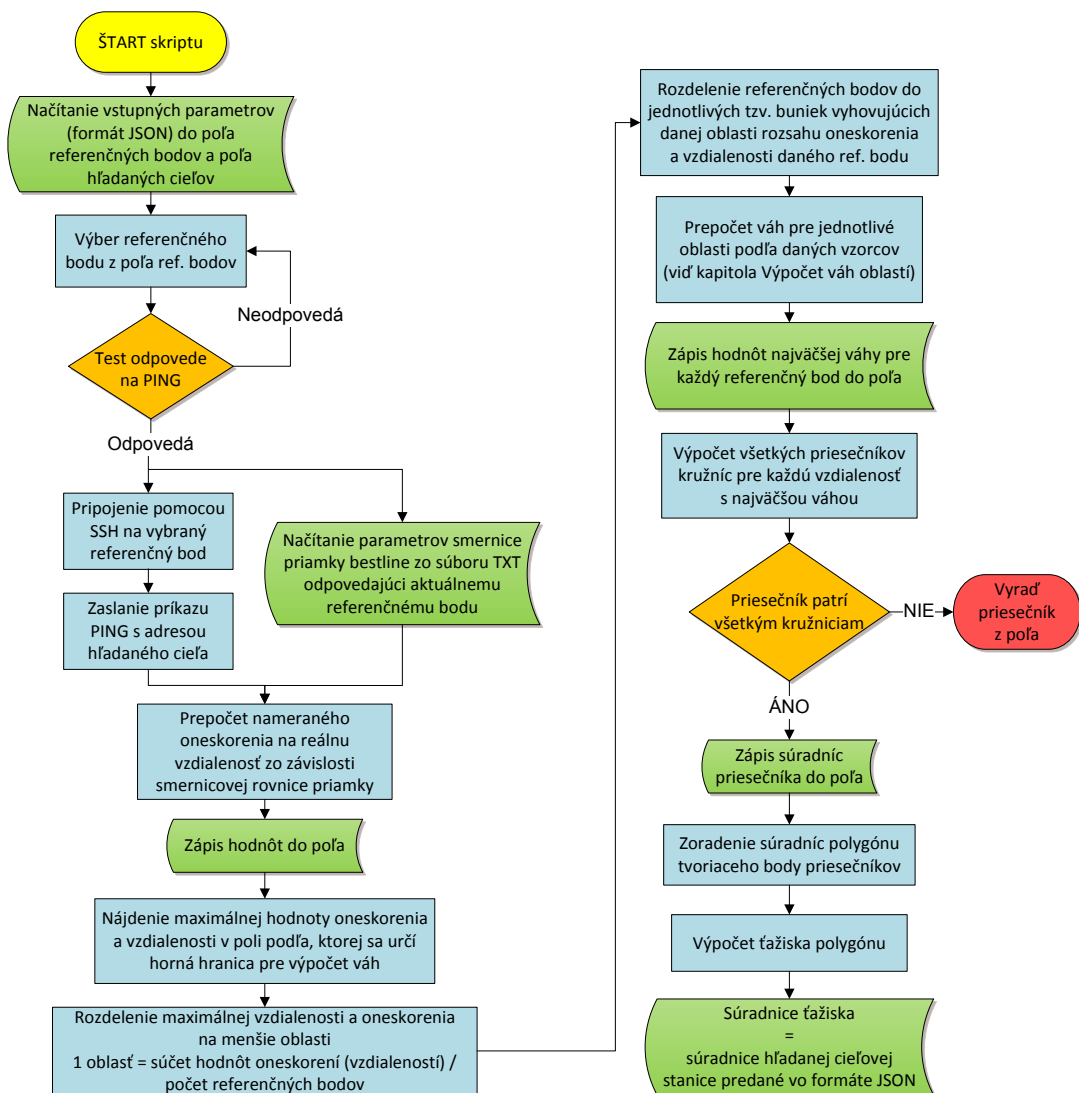 ŠTART skriptu
Načítanie vstupných parametrov
(formát JSON) do poľa
referenčných bodov a poľa
hľadaných cieľov
Výber referenčného
bodu z poľa ref. bodov
Neodpovedá
Test odpovede
na PING
Odpovedá
Pripojenie pomocou
SSH na vybraný
referenčný bod
Načítanie parametrov smernice
priamky bestline zo súboru TXT
odpovedajúci aktuálnemu
referenčnému bodu
Zaslanie príkazu
PING s adresou
hľadaného cieľa
Prepočet nameraného
oneskorenia na reálnu
vzdialenosť zo závislosti
smernicovej rovnice priamky
Zápis hodnôt do poľa
Nájdenie maximálnej hodnoty oneskorenia
a vzdialenosti v poli podľa, ktorej sa určí
horná hranica pre výpočet váh
Rozdelenie maximálnej vzdialenosti a oneskorenia
na menšie oblasti
1 oblasť = súčet hodnôt oneskorení (vzdialeností) /
počet referenčných bodov
Rozdelenie referenčných bodov do
jednotlivých tzv. buniek vyhovujúcich
danej oblasti rozsahu oneskorenia
a vzdialenosti daného ref. bodu
Prepočet váh pre jednotlivé
oblasti podľa daných vzorcov
(viď kapitola Výpočet váh oblastí)
Zápis hodnôt najväčšej váhy pre
každý referenčný bod do poľa
Výpočet všetkých priesečníkov
kružníc pre každú vzdialenosť
s najväčšou váhou
Priesečník patrí
všetkým kružniciam
NIE
Vyraď
priesečník
z poľa
ÁNO
Zápis súradníc
priesečníka do poľa
Zoradenie súradníc polygónu
tvoriaceho body priesečníkov
Výpočet ťažiska polygónu
Súradnice ťažiska
=
súradnice hľadanej cieľovej
stanice predané vo formáte JSON